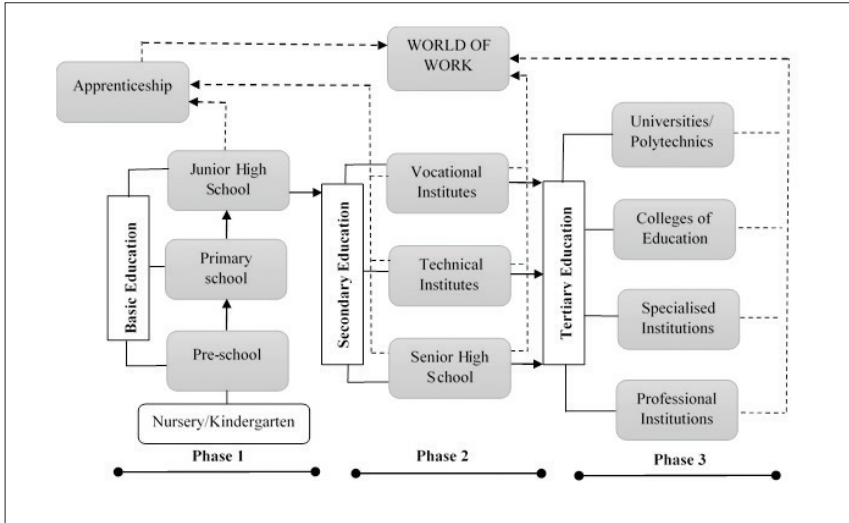 WORLD OF
WORK
Apprenticeship
Universities/
Polytechnics
Junior High
School
Vocational
Institutes
Colleges of
Education
Primary
school
Technical
Institutes
Basic Education
Secondary Education
Tertiary Education
Specialised
Institutions
Pre-school
Senior High
School
Professional
Institutions
Nursery/Kindergarten
Phase 1
Phase 2
Phase 3